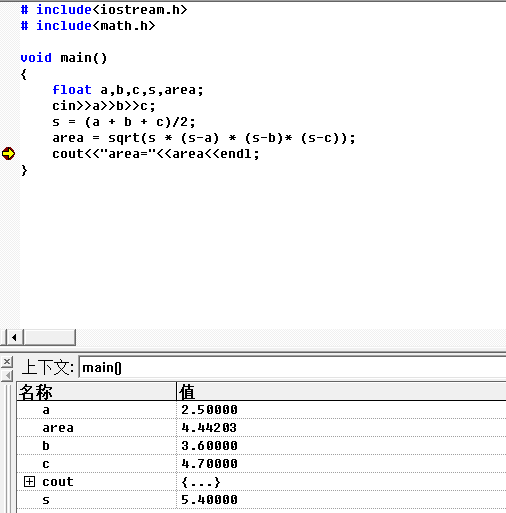 # include<iostream.h>
# include<math.h>
void main()
{
float a,b,c,s,area;
cin>>a>>b>>c;
s = (a + b + c)/2;
area = sqrt(s * (s-a) * (s-b)* (s-c));
cout<<"area="<<area<<endl;
}
上下文: main()
名称 值
a 2.50000
area 4.44203
b 3.60000
c 4.70000
cout {...}
s 5.40000